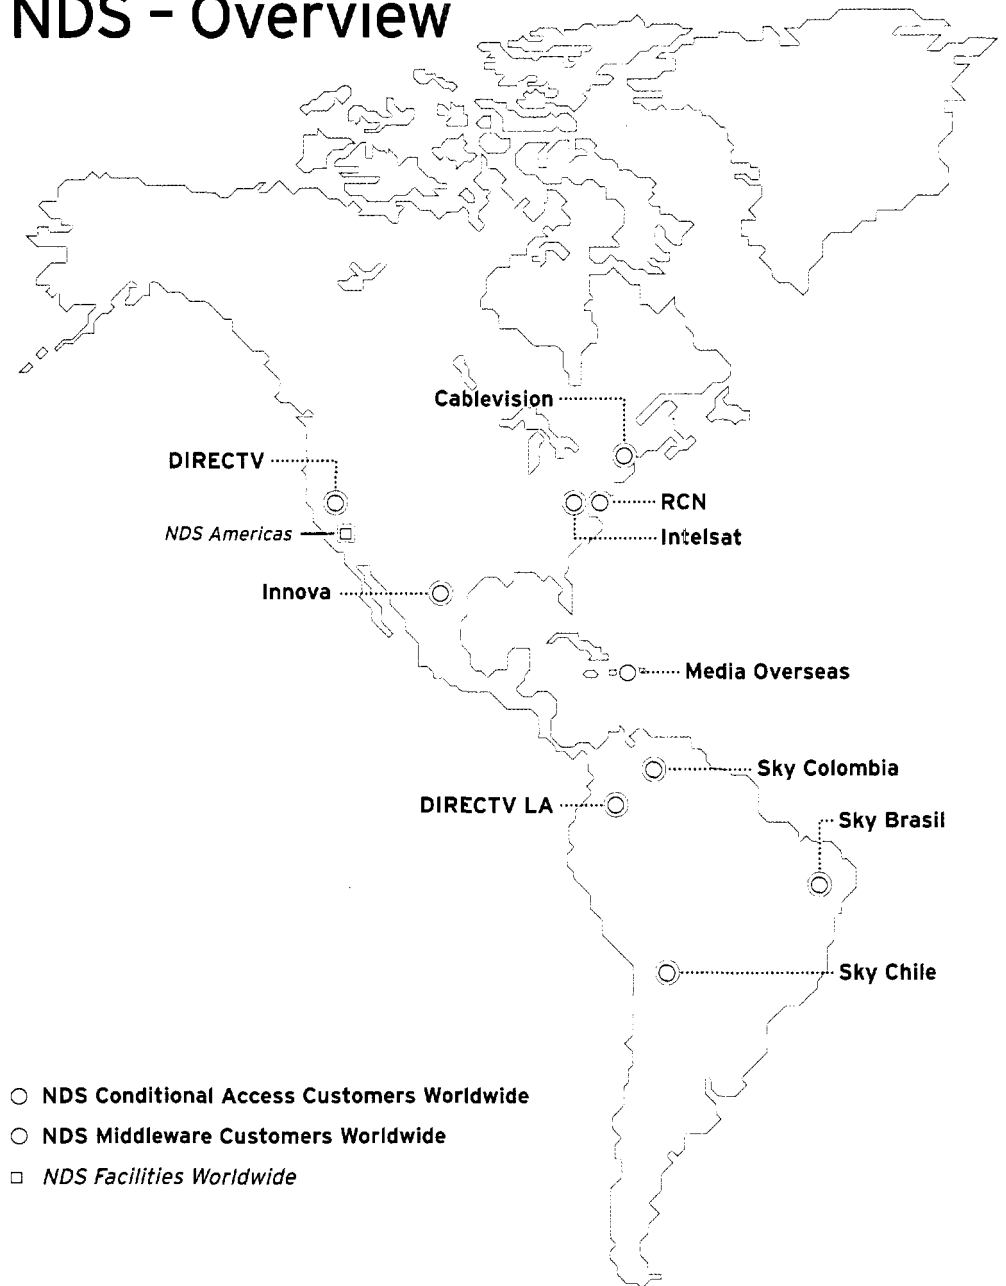 NDS - Overview
Cablevision
DIRECTV
RCN
NDS Americas
Intelsat
Innova
Media Overseas
Sky Colombia
DIRECTV LA
Sky Brasil
Sky Chile
NDS Conditional Access Customers Worldwide
NDS Middleware Customers Worldwide
NDS Facilities Worldwide